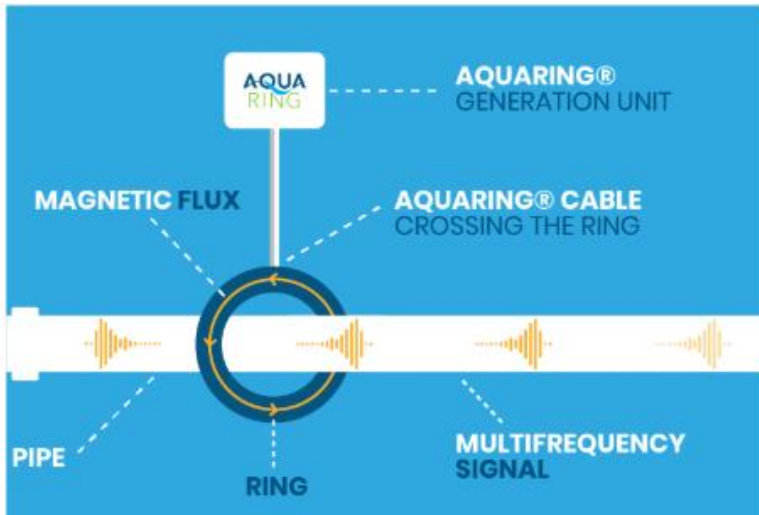 AQUA
RING
AQUARING®
GENERATION UNIT
MAGNETIC FLUX
AQUARING® CABLE
CROSSING THE RING
PIPE
RING
MULTIFREQUENCY
SIGNAL